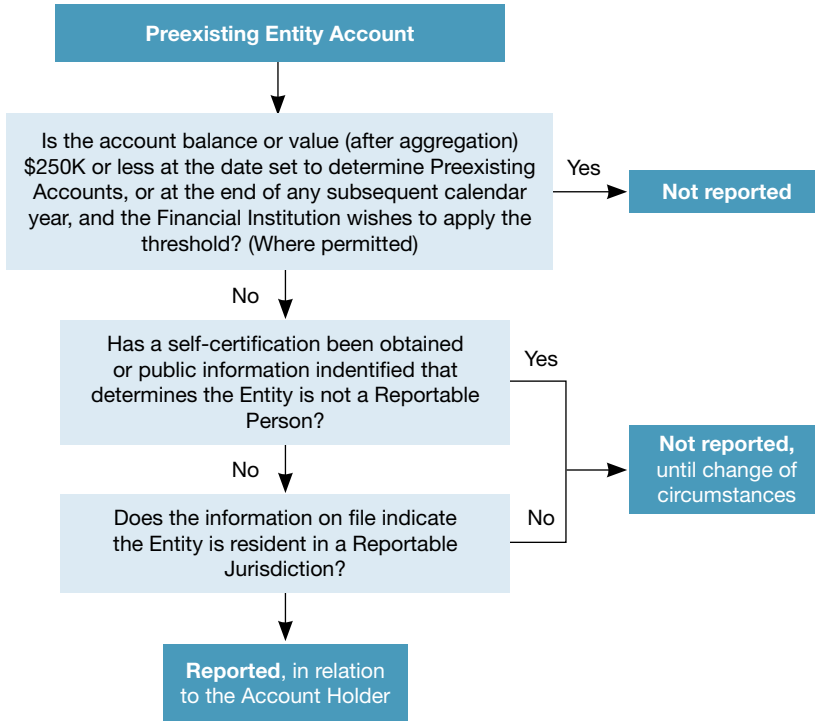 Preexisting Entity Account
Is the account balance or value (after aggregation)
$250K or less at the date set to determine Preexisting
Accounts, or at the end of any subsequent calendar
year, and the Financial Institution wishes to apply the
threshold? (Where permitted)
Yes
Not reported
No
Has a self-certification been obtained
or public information indentified that
determines the Entity is not a Reportable
Person?
Yes
Not reported,
until change of
circumstances
No
Does the information on file indicate
the Entity is resident in a Reportable
Jurisdiction?
No
Reported, in relation
to the Account Holder